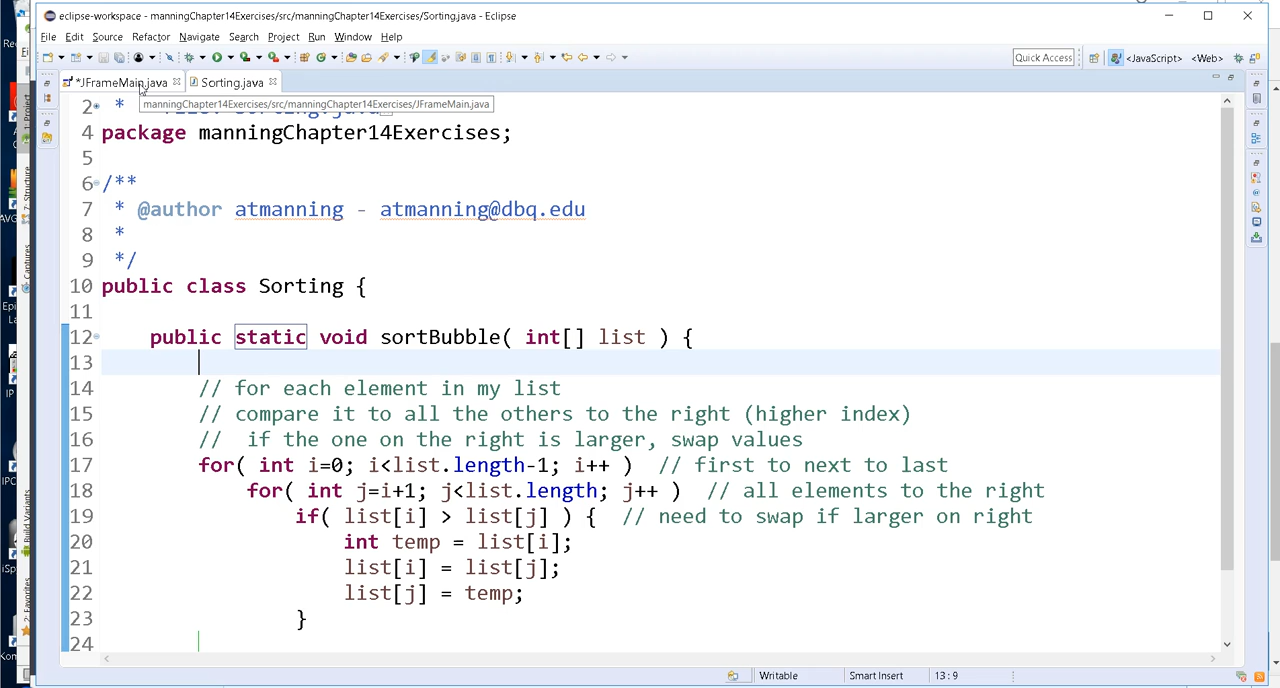 eclipse-workspace - manningChapter14Exercises/src/manningChapter14Exercises/Sorting.java - Eclipse
File Edit Source Refactor Navigate Search Project Run Window Help
Quick Access <JavaScript> <Web>
*JFrameMain.java Sorting.java
manningChapter14Exercises/src/manningChapter14Exercises/JFrameMain.java
2 *
4 package manningChapter14Exercises;
5
6 /**
7 * @author atmanning - atmanning@dbq.edu
8 *
9 */
10 public class Sorting {
11
12 public static void sortBubble( int[] list ) {
13
14 // for each element in my list
15 // compare it to all the others to the right (higher index)
16 // if the one on the right is larger, swap values
17 for( int i=0; i<list.length-1; i++ ) // first to next to last
18 for( int j=i+1; j<list.length; j++ ) // all elements to the right
19 if( list[i] > list[j] ) { // need to swap if larger on right
20 int temp = list[i];
21 list[i] = list[j];
22 list[j] = temp;
23 }
24
Writable Smart Insert 13:9